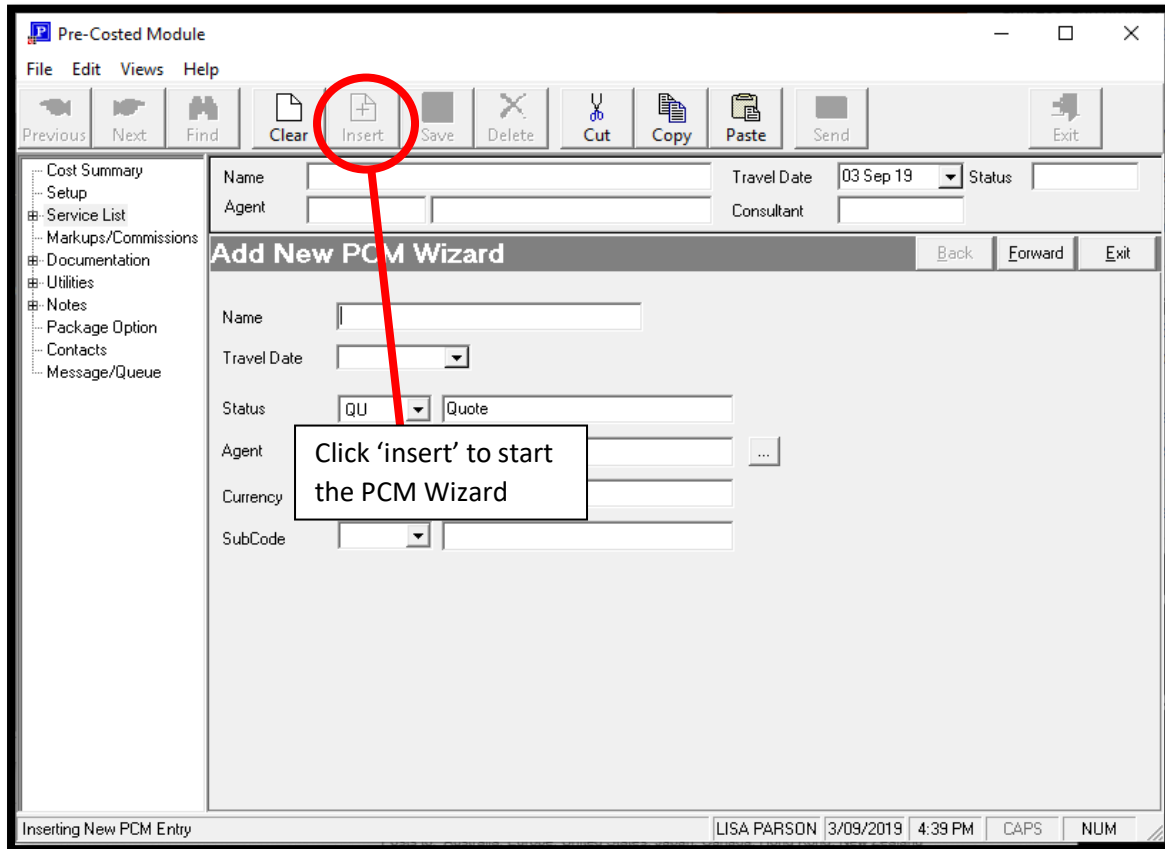 Pre-Costed Module
File Edit Views Help
Previous Next Find Clear Insert Save Delete Cut Copy Paste Send Exit
Cost Summary
Setup
Service List
Markups/Commissions
Documentation
Utilities
Notes
Package Option
Contacts
Message/Queue
Name Travel Date 03 Sep 19 Status
Agent Consultant
Add New PCM Wizard Back Forward Exit
Name
Travel Date
Status QU Quote
Agent ...
Currency
SubCode
Click ‘insert’ to start
the PCM Wizard
Inserting New PCM Entry LISA PARSON 3/09/2019 4:39 PM CAPS NUM